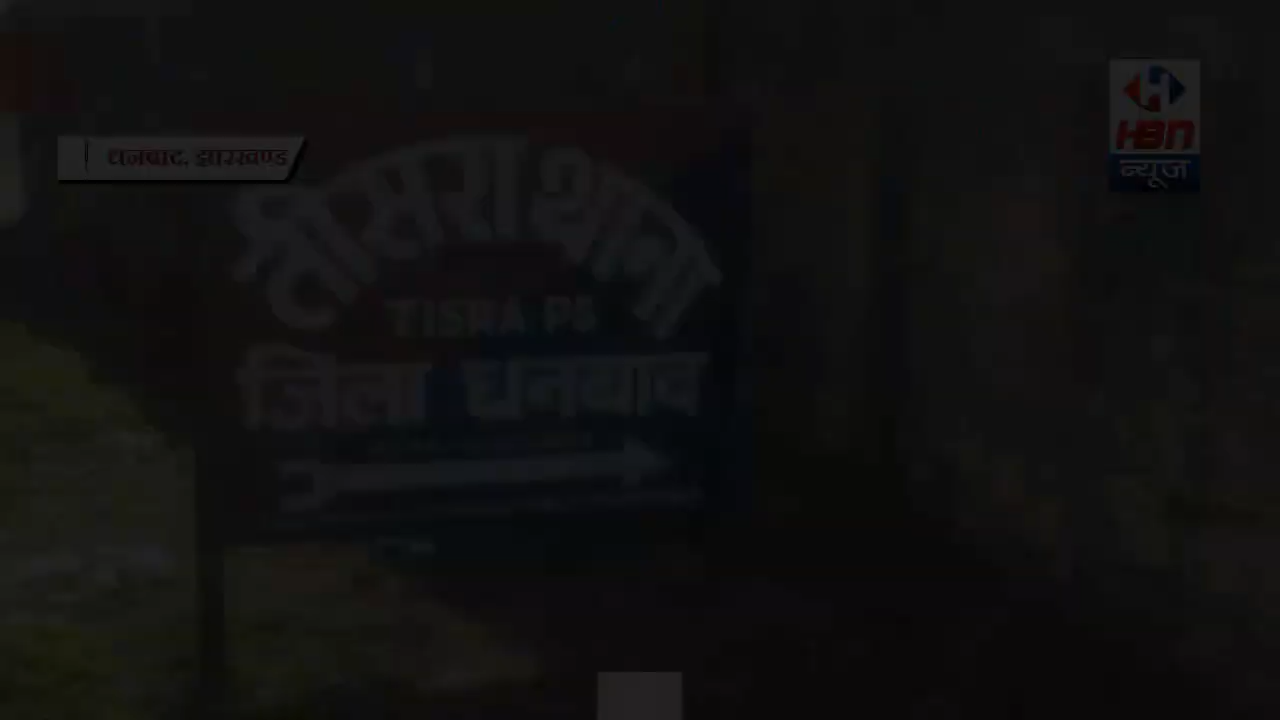 धनबाद, झारखण्ड
HBN
न्यूज
तीसरा थाना
TISRA PS
जिला धनबाद